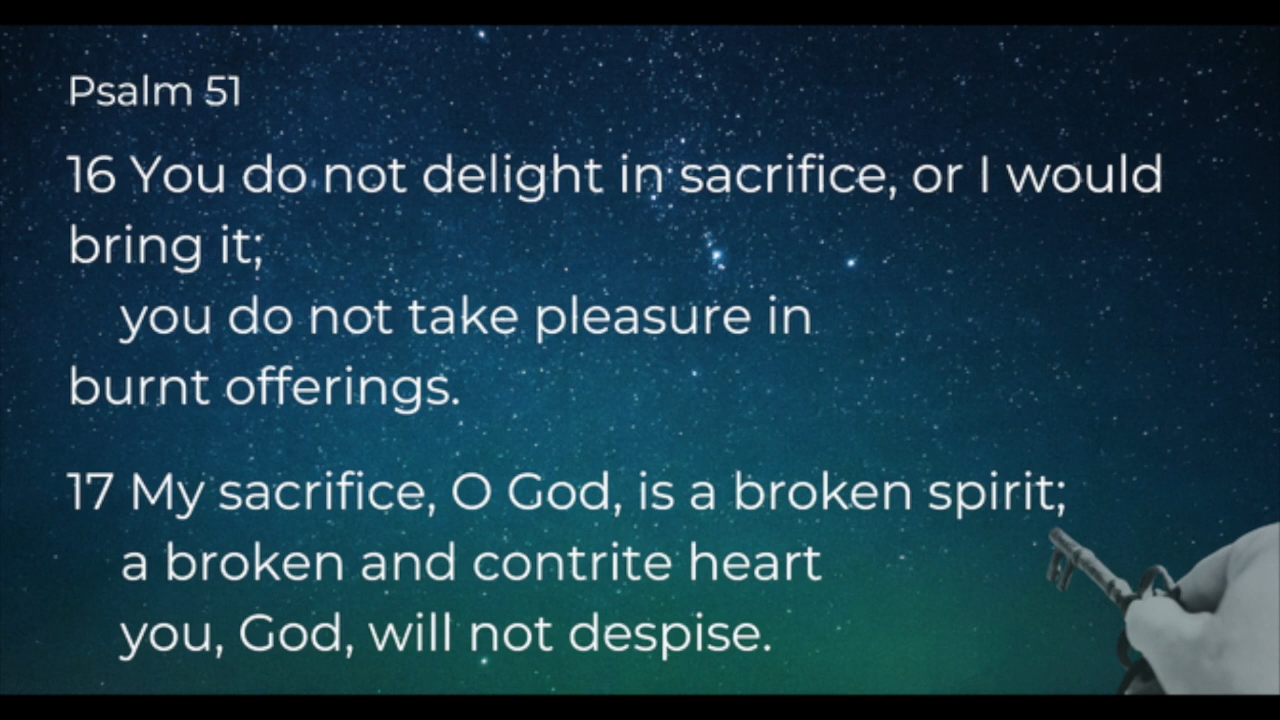 Psalm 51
16 You do not delight in sacrifice, or I would
bring it;
you do not take pleasure in
burnt offerings.
17 My sacrifice, O God, is a broken spirit;
a broken and contrite heart
you, God, will not despise.